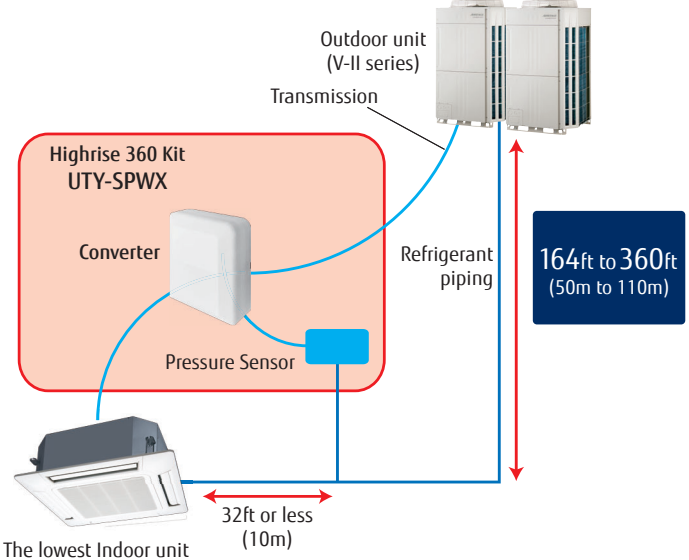 Outdoor unit
(V-II series)
Transmission
Highrise 360 Kit
UTY-SPWX
Converter
Refrigerant
piping
164ft to 360ft
(50m to 110m)
Pressure Sensor
32ft or less
(10m)
The lowest Indoor unit